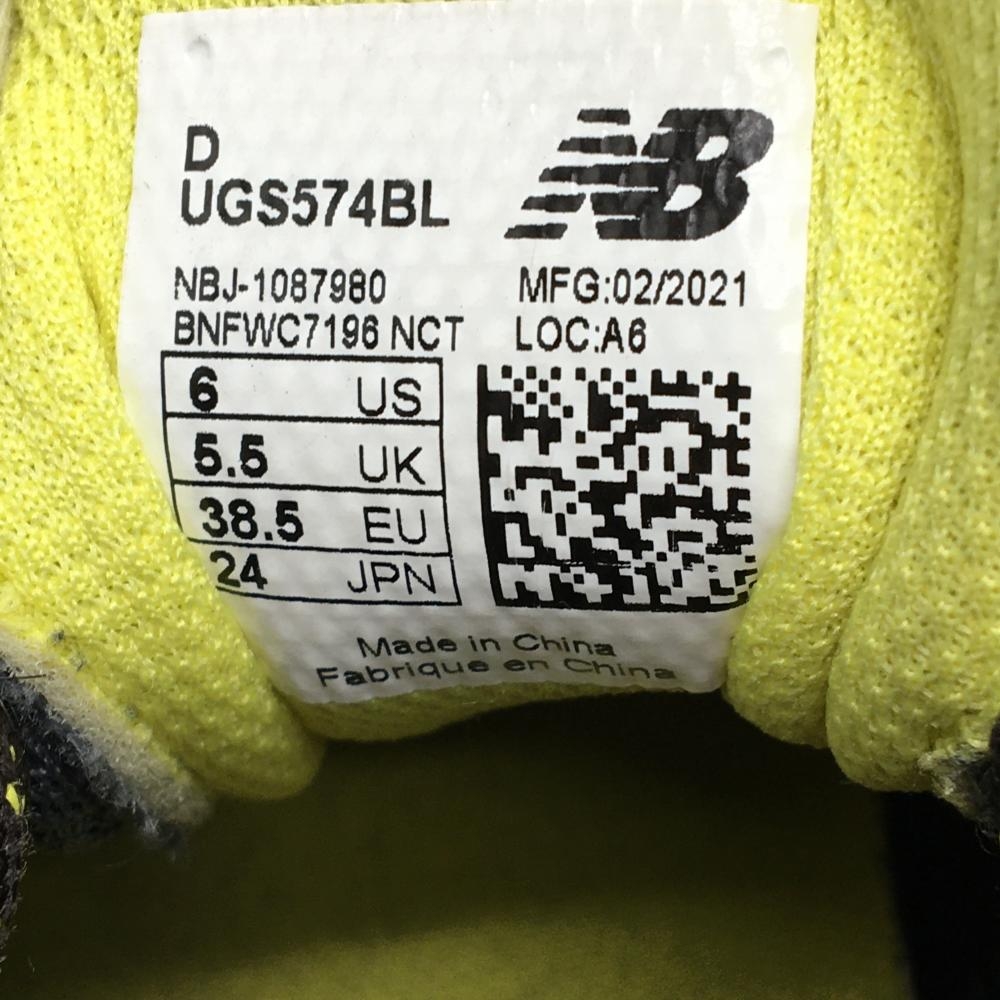 D
UGS574BL
NB
NBJ-1087980
MFG:02/2021
BNFWC7196 NCT
LOC:A6
6 US
5.5 UK
38.5 EU
24 JPN
Made in China
Fabrique en China